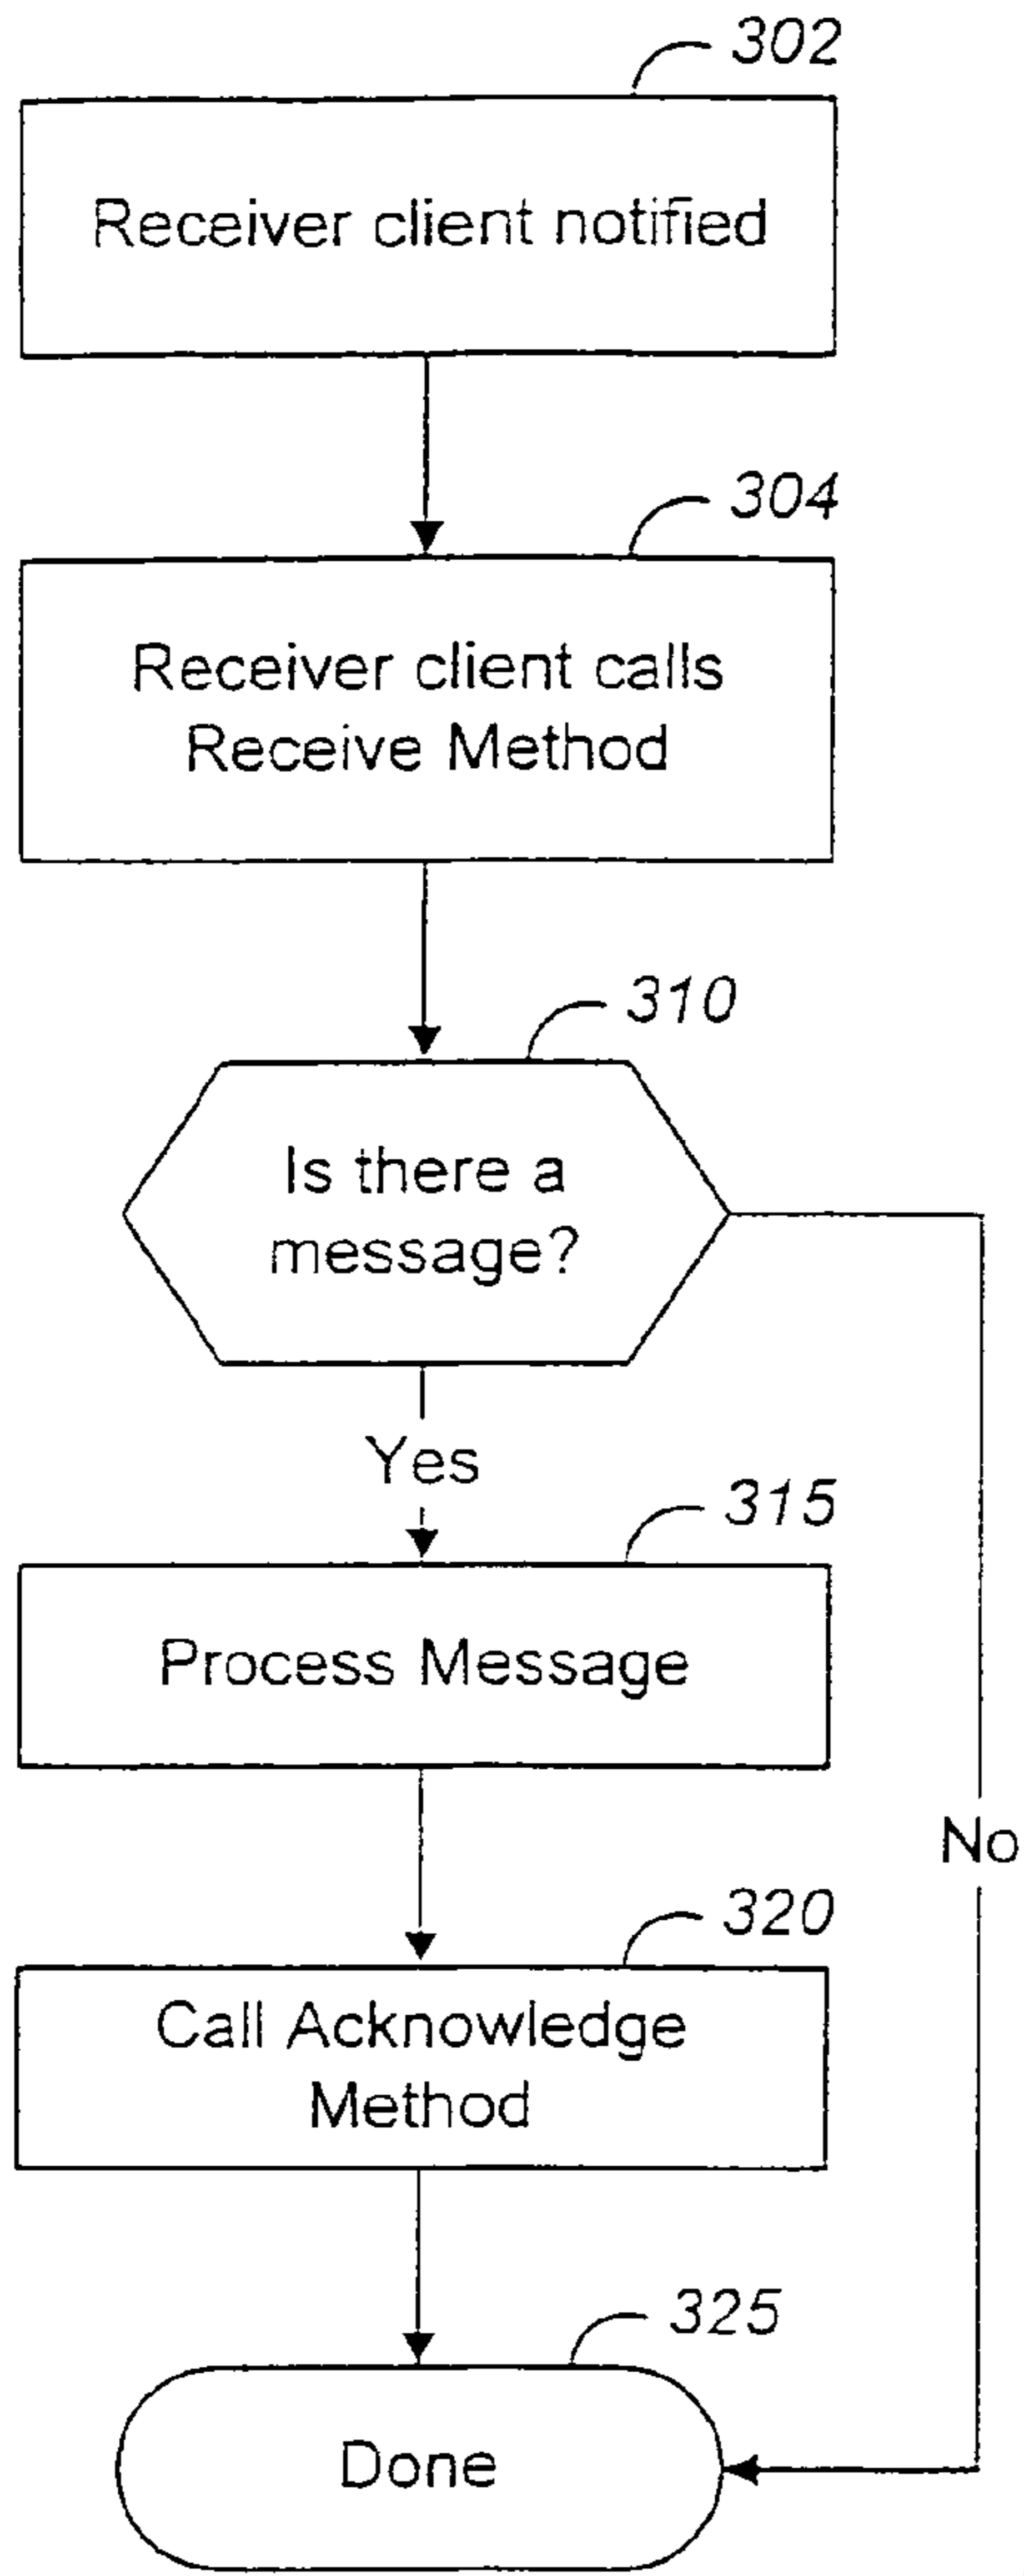 302
Receiver client notified
304
Receiver client calls
Receive Method
310
Is there a
message?
Yes
315
Process Message
No
320
Call Acknowledge
Method
325
Done